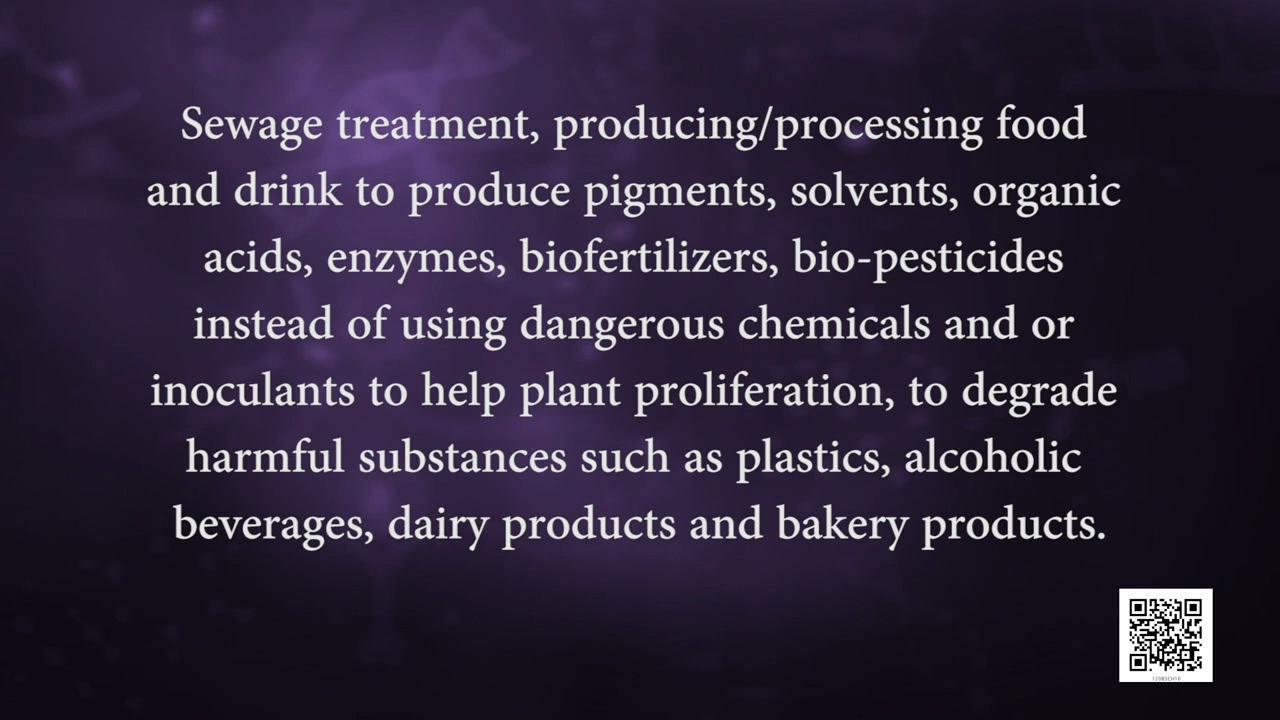 Sewage treatment, producing/processing food
and drink to produce pigments, solvents, organic
acids, enzymes, biofertilizers, bio-pesticides
instead of using dangerous chemicals and or
inoculants to help plant proliferation, to degrade
harmful substances such as plastics, alcoholic
beverages, dairy products and bakery products.